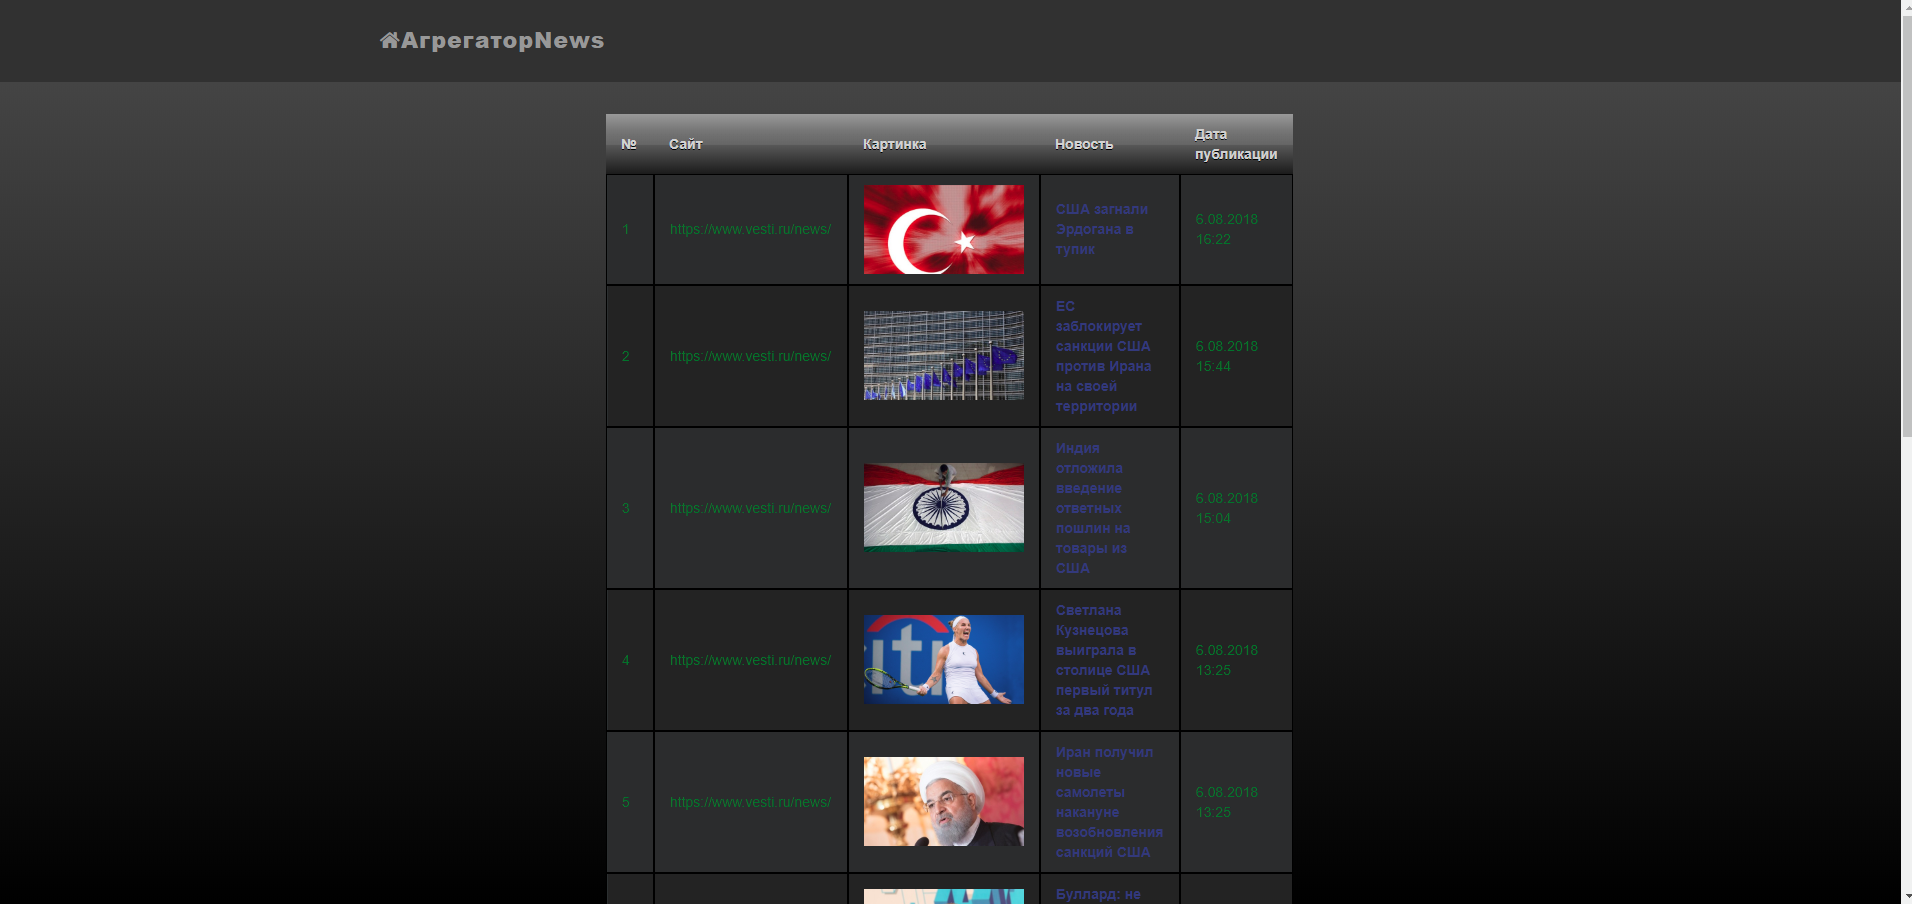 АгрегаторNews
№ Сайт Картинка Новость Дата
публикации
1 https://www.vesti.ru/news/ США загнали
Эрдогана в
тупик 6.08.2018
16:22
2 https://www.vesti.ru/news/ ЕС
заблокирует
санкции США
против Ирана
на своей
территории 6.08.2018
15:44
3 https://www.vesti.ru/news/ Индия
отложила
введение
ответных
пошлин на
товары из
США 6.08.2018
15:04
4 https://www.vesti.ru/news/ citi Светлана
Кузнецова
выиграла в
столице США
первый титул
за два года 6.08.2018
13:25
5 https://www.vesti.ru/news/ Иран получил
новые
самолеты
накануне
возобновления
санкций США 6.08.2018
13:25
Буллард: не